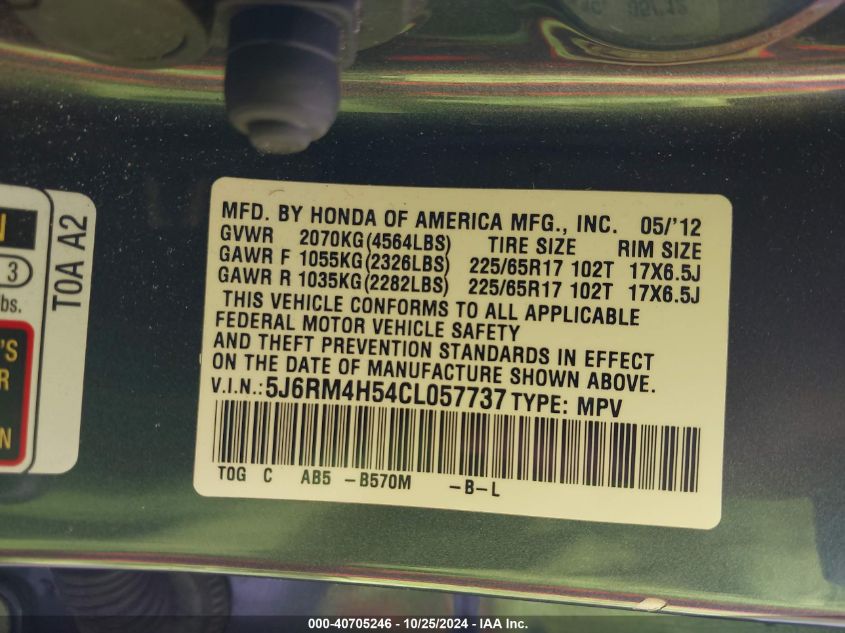 MFD. BY HONDA OF AMERICA MFG., INC. 05/'12
GVWR 2070KG(4564LBS) TIRE SIZE RIM SIZE
GAWR F 1055KG(2326LBS) 225/65R17 102T 17X6.5J
GAWR R 1035KG(2282LBS) 225/65R17 102T 17X6.5J
THIS VEHICLE CONFORMS TO ALL APPLICABLE
FEDERAL MOTOR VEHICLE SAFETY
AND THEFT PREVENTION STANDARDS IN EFFECT
ON THE DATE OF MANUFACTURE SHOWN ABOVE.
V.I.N.: 5J6RM4H54CL057737 TYPE: MPV
T0G C AB5 -B570M -B-L
T0A A2
N
3
lbs.
'S
R
N
000-40705246 - 10/25/2024 - IAA Inc.